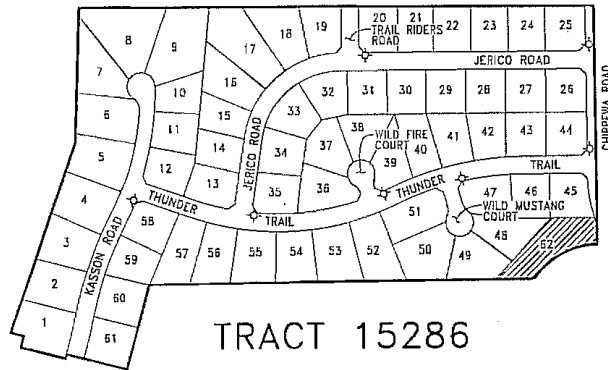 20 21 22 23 24 25
TRAIL RIDERS
ROAD
19
18
17
9
8
7
JERICO ROAD
CHIPPEWA ROAD
16
10
6
32 31 30 29 28 27 26
33
15
11
38
WILD FIRE
COURT
37
39 40 41 42 43 44
14
34
JERICO ROAD
5
12
13
35
36
TRAIL
THUNDER
4
THUNDER
TRAIL
47 46 45
WILD MUSTANG
COURT
51
58
3
KASSON ROAD
59
57 56 55 54 53 52
50
49
48
62
2
60
1
61
TRACT 15286